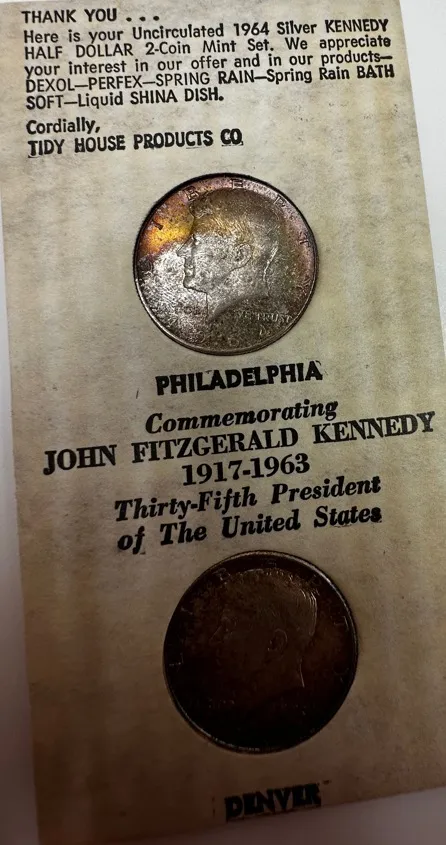 THANK YOU . . .
Here is your Uncirculated 1964 Silver KENNEDY
HALF DOLLAR 2-Coin Mint Set. We appreciate
your interest in our offer and in our products—
DEXOL—PERFEX—SPRING RAIN—Spring Rain BATH
SOFT—Liquid SHINA DISH.
Cordially,
TIDY HOUSE PRODUCTS CO.
LIBERTY
TRUST
PHILADELPHIA
Commemorating
JOHN FITZGERALD KENNEDY
1917-1963
Thirty-Fifth President
of The United States
DENVER